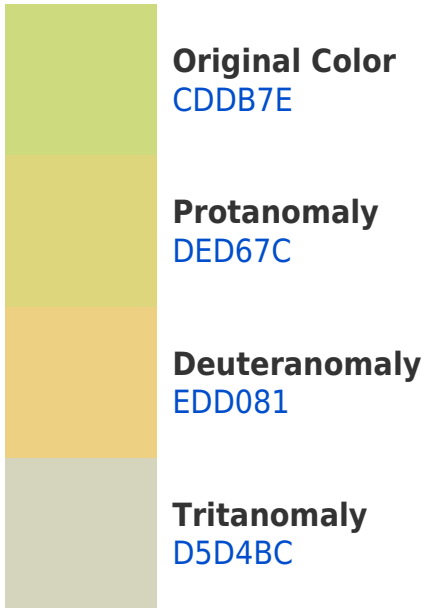 Original Color
CDDB7E
Protanomaly
DED67C
Deuteranomaly
EDD081
Tritanomaly
D5D4BC